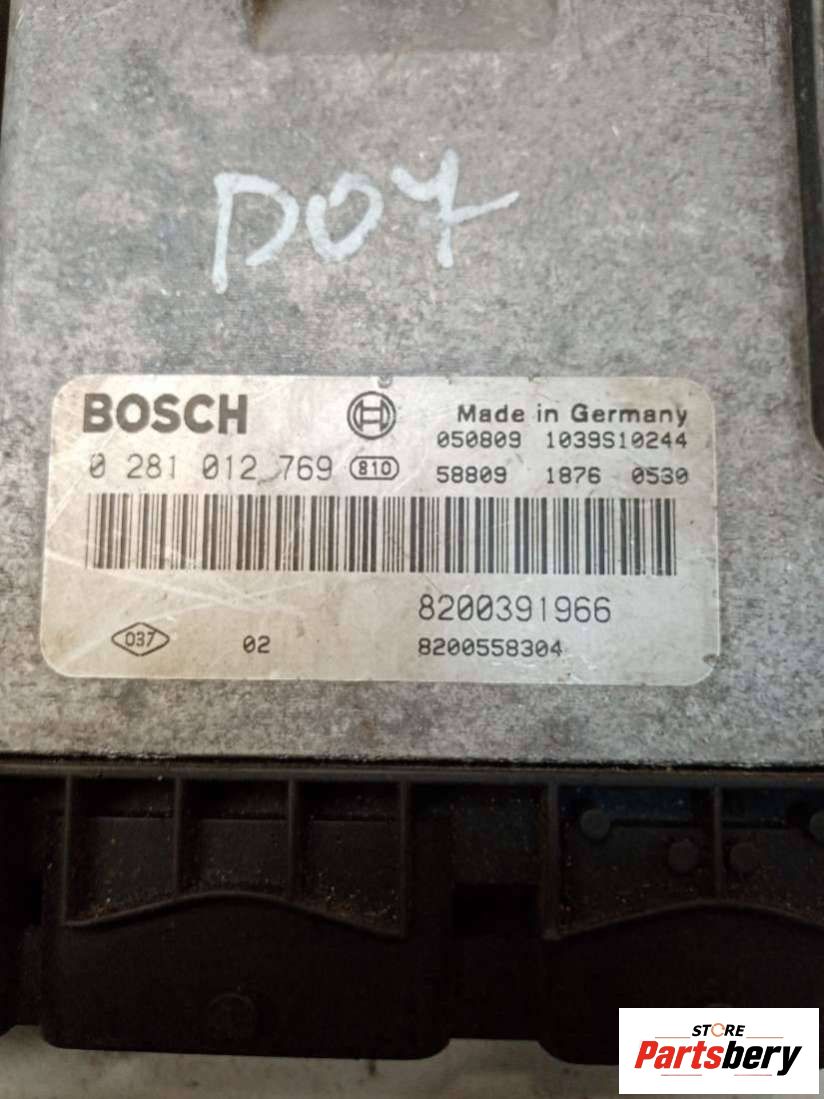 D07
BOSCH
Made in Germany
050809 1039S10244
0 281 012 769 810
58809 1876 0530
8200391966
037 02 8200558304
STORE
Partsbery